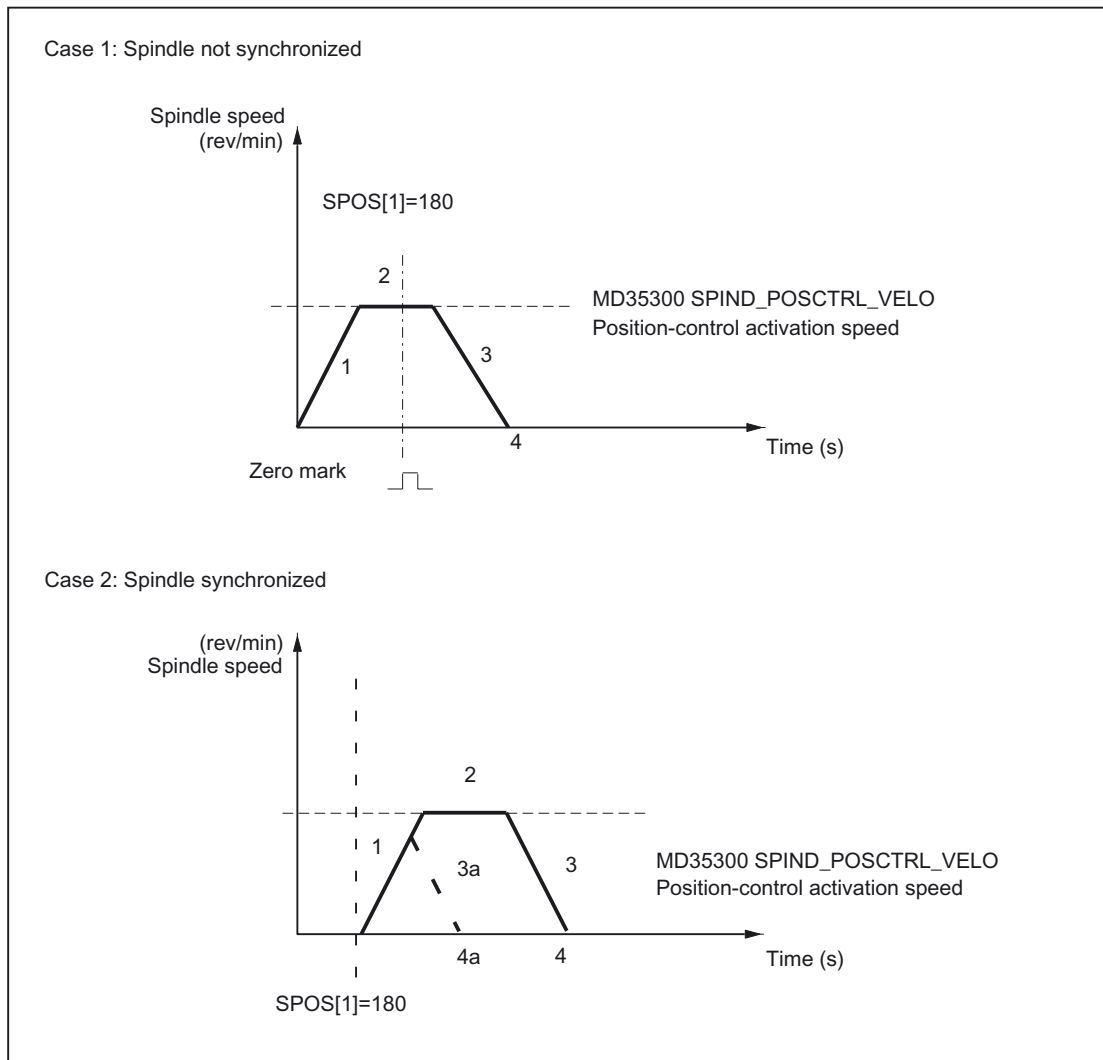 Case 1: Spindle not synchronized
Spindle speed
(rev/min)
SPOS[1]=180
2
MD35300 SPIND_POSCTRL_VELO
Position-control activation speed
1
3
4
Time (s)
Zero mark
Case 2: Spindle synchronized
(rev/min)
Spindle speed
2
1
3a
3
MD35300 SPIND_POSCTRL_VELO
Position-control activation speed
4a
4
Time (s)
SPOS[1]=180